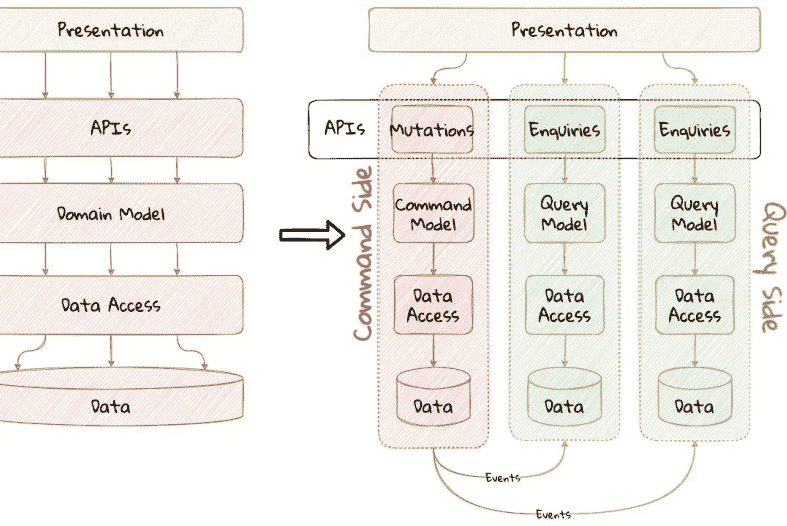 Presentation
APIs
Domain Model
Data Access
Data
Presentation
APIs
Mutations
Enquiries
Enquiries
Command Side
Command
Model
Query
Model
Query
Model
Query Side
Data
Access
Data
Access
Data
Access
Data
Data
Data
Events
Events